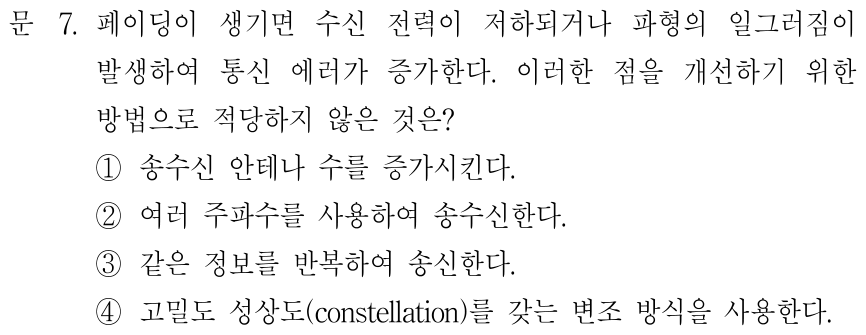 문 7. 페이딩이 생기면 수신 전력이 저하되거나 파형의 일그러짐이
발생하여 통신 에러가 증가한다. 이러한 점을 개선하기 위한
방법으로 적당하지 않은 것은?
① 송수신 안테나 수를 증가시킨다.
② 여러 주파수를 사용하여 송수신한다.
③ 같은 정보를 반복하여 송신한다.
④ 고밀도 성상도(constellation)를 갖는 변조 방식을 사용한다.